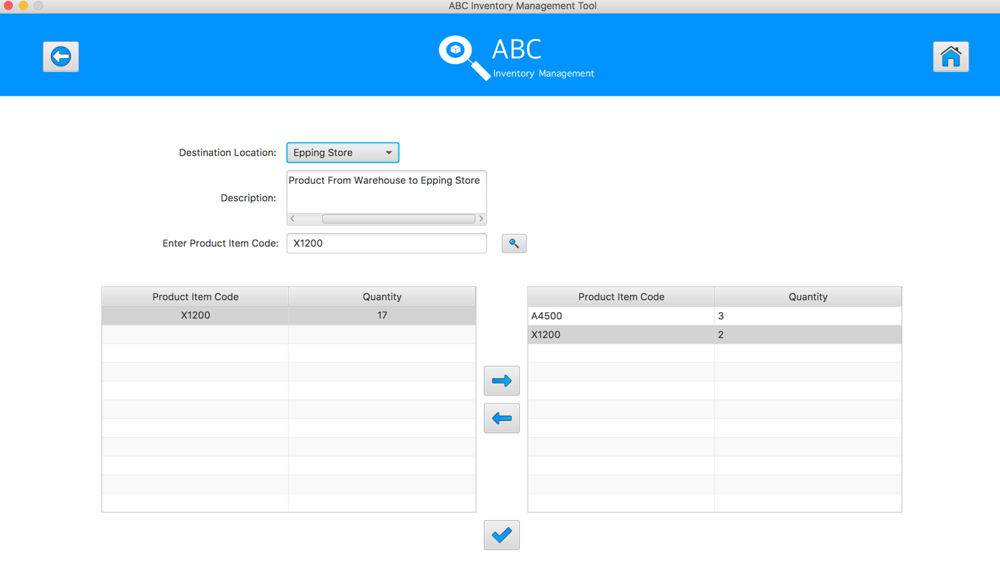 ABC Inventory Management Tool
ABC
Inventory Management
Destination Location: Epping Store
Description: Product From Warehouse to Epping Store
Enter Product Item Code: X1200
Product Item Code Quantity
X1200 17
Product Item Code Quantity
A4500 3
X1200 2